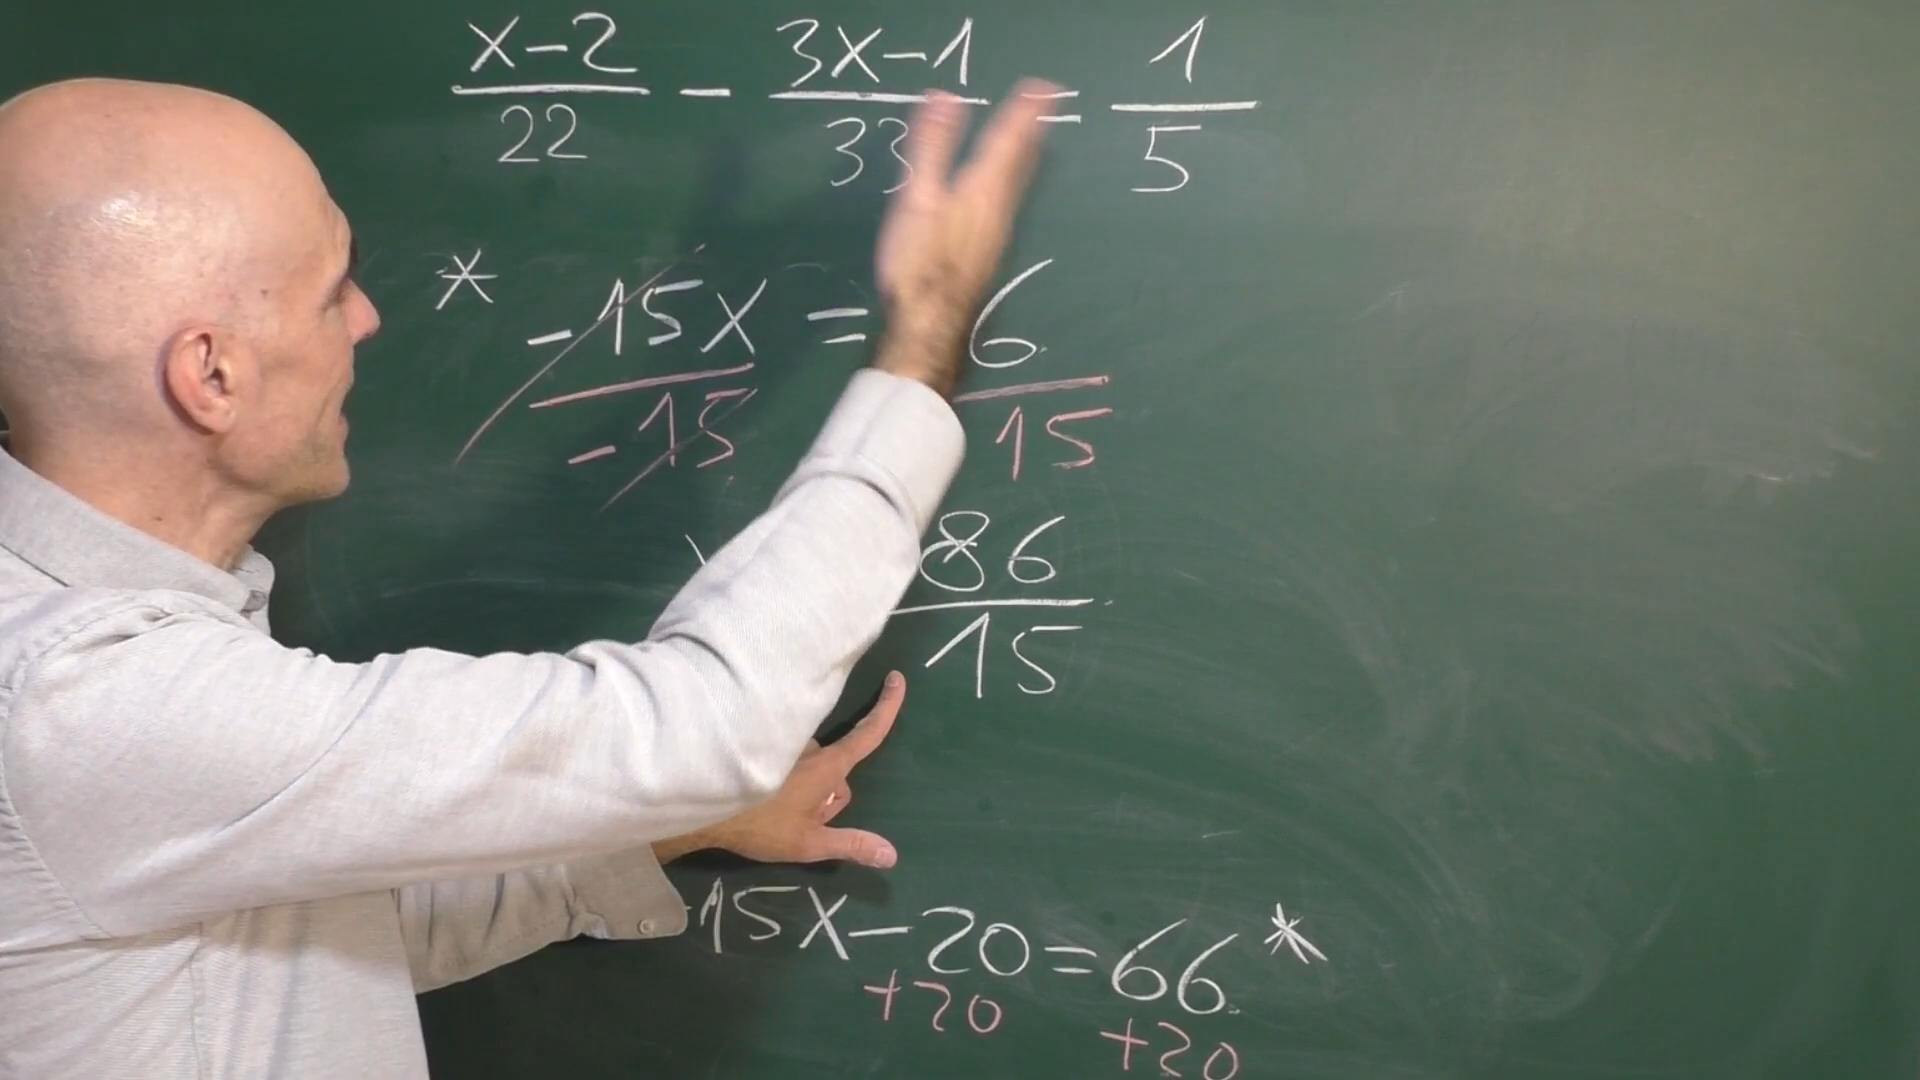 x-2/22 - 3x-1/33 = 1/5
* -15x/-15 = 6/15
86/15
-15x-20=66*
+20 +20